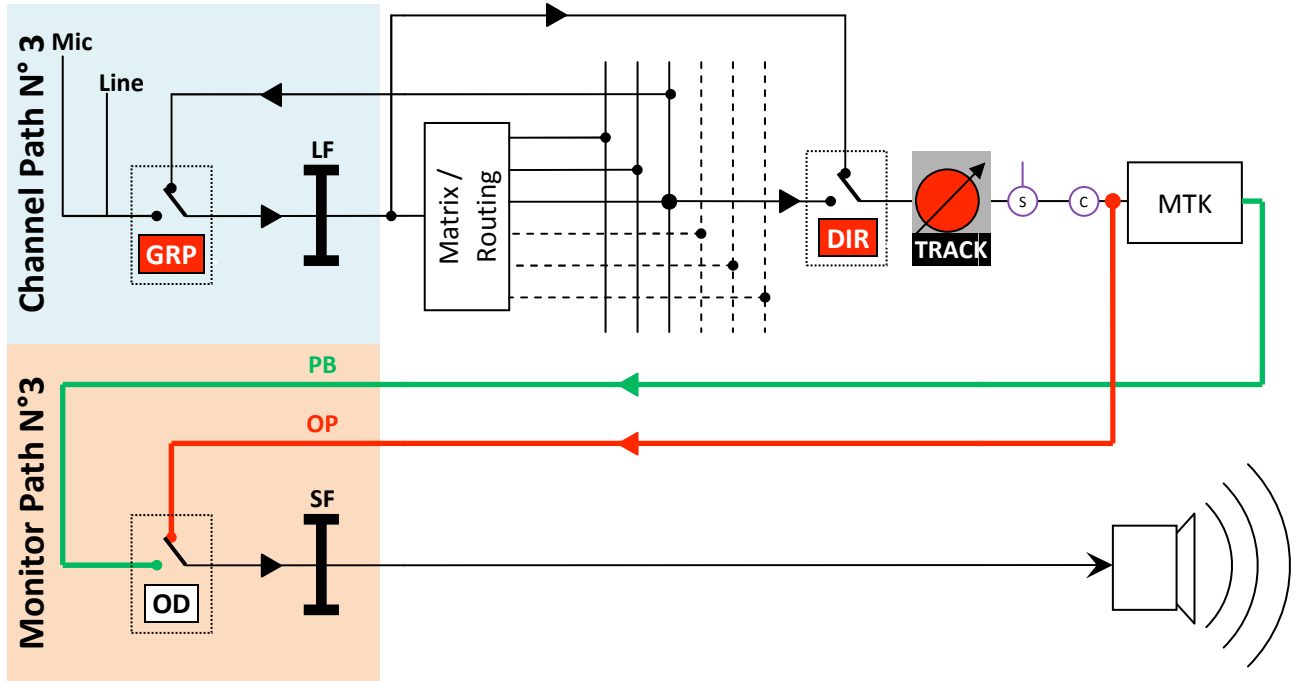 Channel Path N° 3
Mic
Line
GRP
LF
Matrix /
Routing
DIR
TRACK
S
C
MTK
Monitor Path N°3
PB
OP
OD
SF